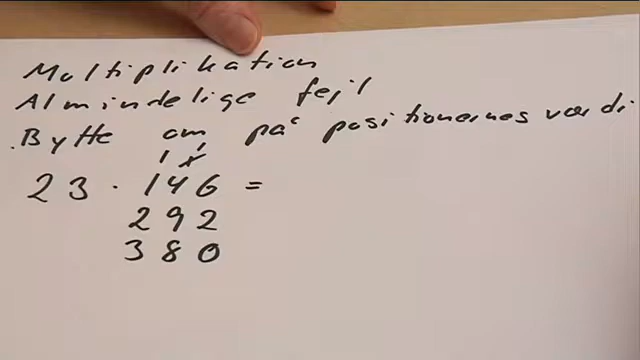 Multiplikation
Almindelige fejl
.Bytte om på positionernes værdi
1 1
23 · 146 =
292
380